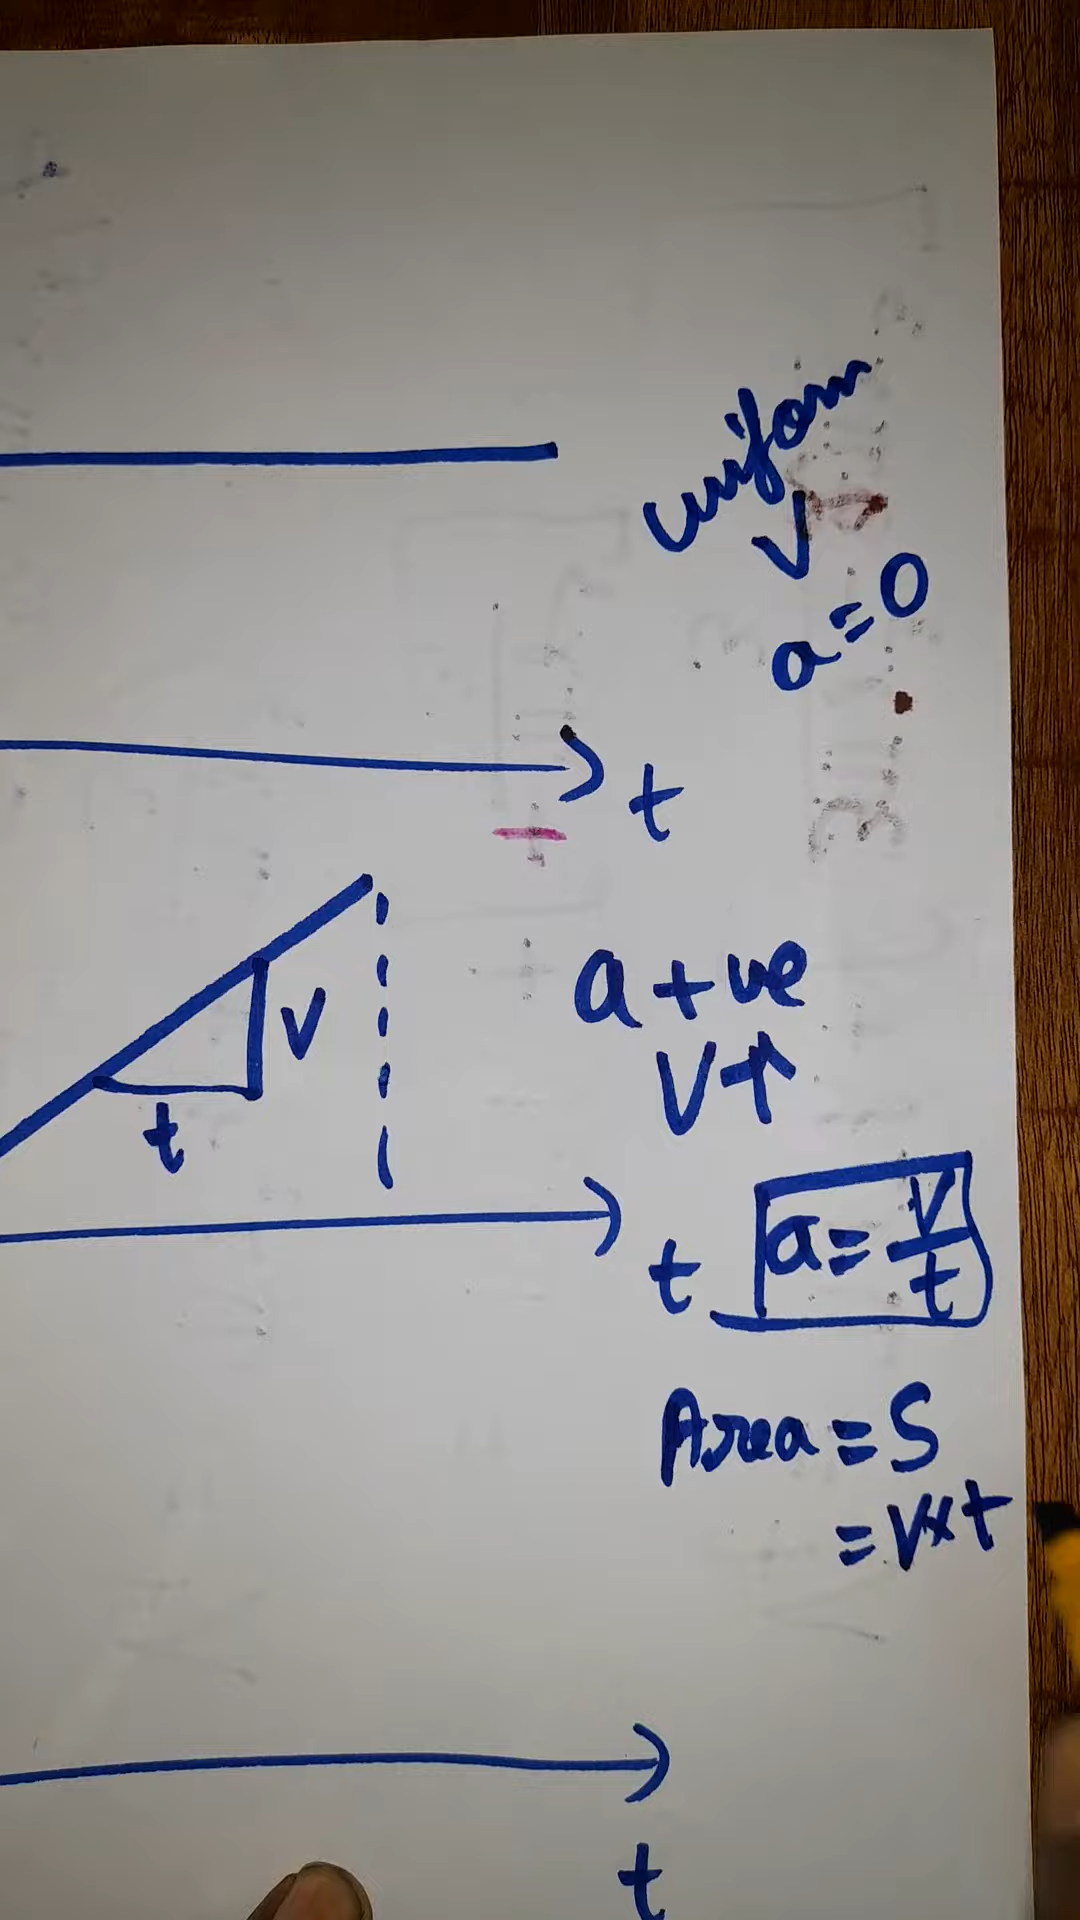 uniform
V
a=0
t
a +ve
V↑
V
t
t
a=V/t
Area=S
=V×t
t